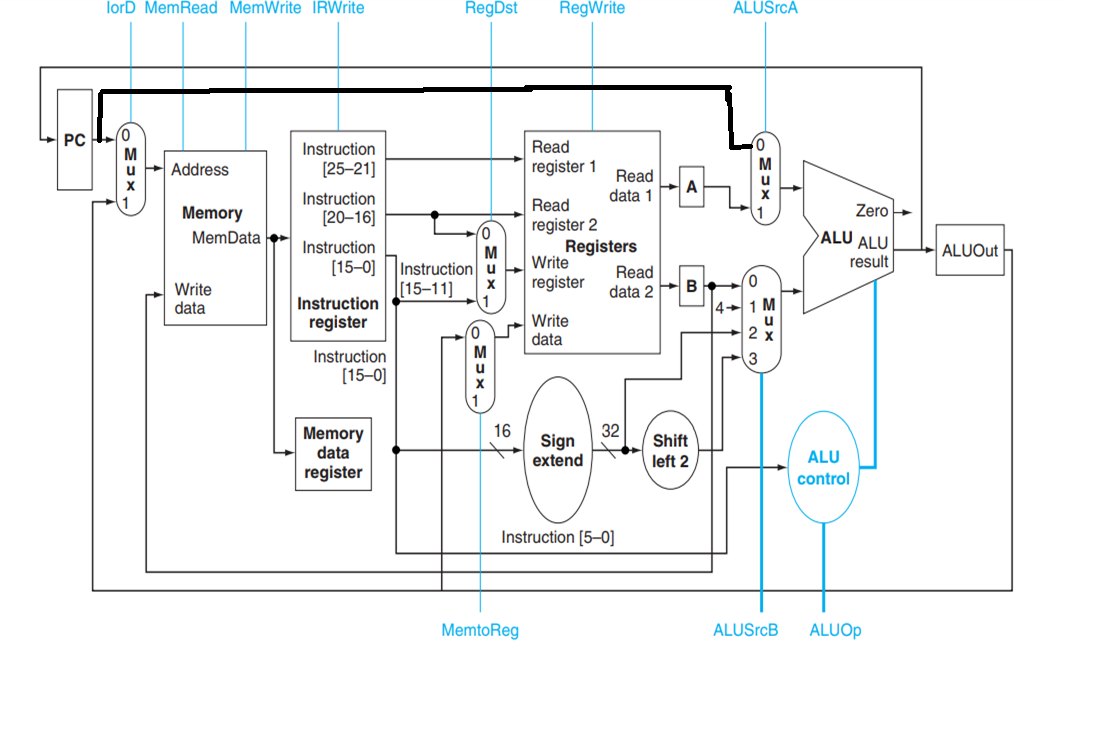 IorD MemRead MemWrite IRWrite RegDst RegWrite ALUSrcA
PC
0
M
u
x
1
Address
Memory
MemData
Write
data
Instruction
[25–21]
Instruction
[20–16]
Instruction
[15–0]
Instruction
register
Instruction
[15–0]
Memory
data
register
Instruction
[15–11]
0
M
u
x
1
0
M
u
x
1
Read
register 1
Read
register 2
Registers
Write
register
Write
data
Read
data 1
Read
data 2
A
B
4
0
M
u
x
1
0
1 M
u
2 x
3
ALU
Zero
ALU
result
ALUOut
16
Sign
extend
32
Shift
left 2
ALU
control
Instruction [5–0]
MemtoReg ALUSrcB ALUOp